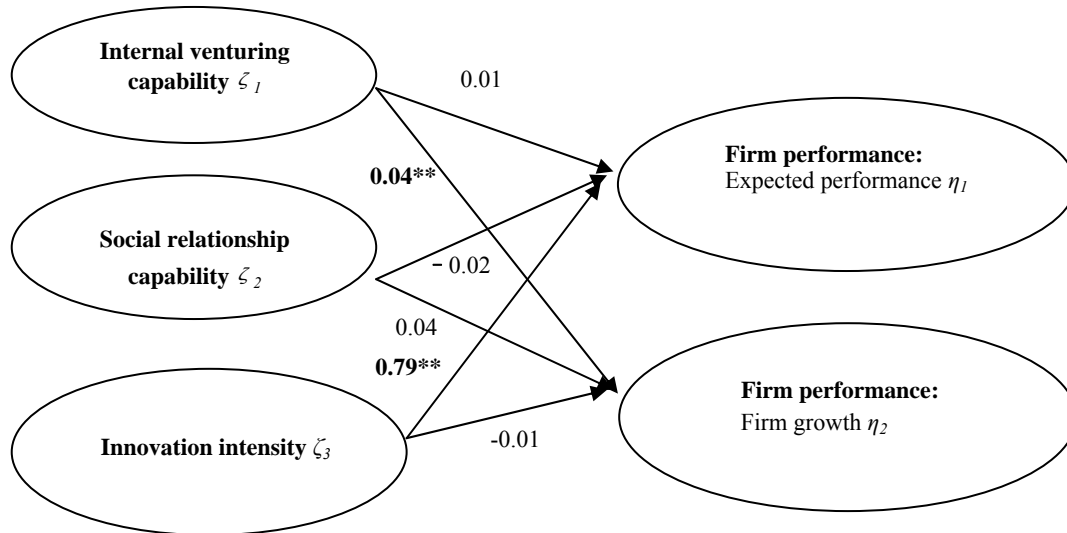 Internal venturing
capability ζ1
0.01
Firm performance:
Expected performance η1
0.04**
Social relationship
capability ζ2
− 0.02
0.04
0.79**
Firm performance:
Firm growth η2
Innovation intensity ζ3
-0.01